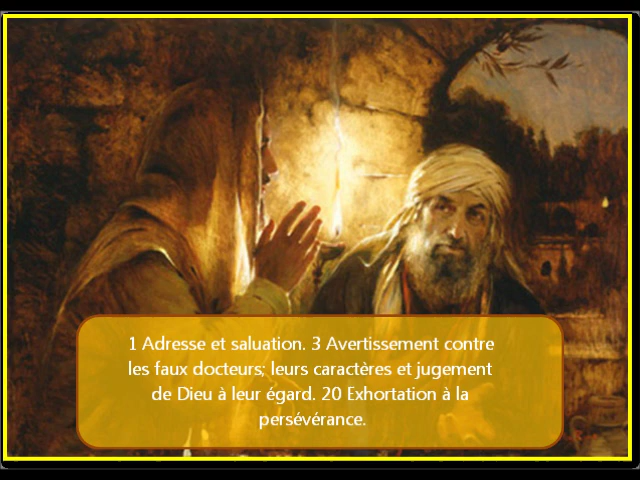 1 Adresse et saluation. 3 Avertissement contre
les faux docteurs; leurs caractères et jugement
de Dieu à leur égard. 20 Exhortation à la
persévérance.